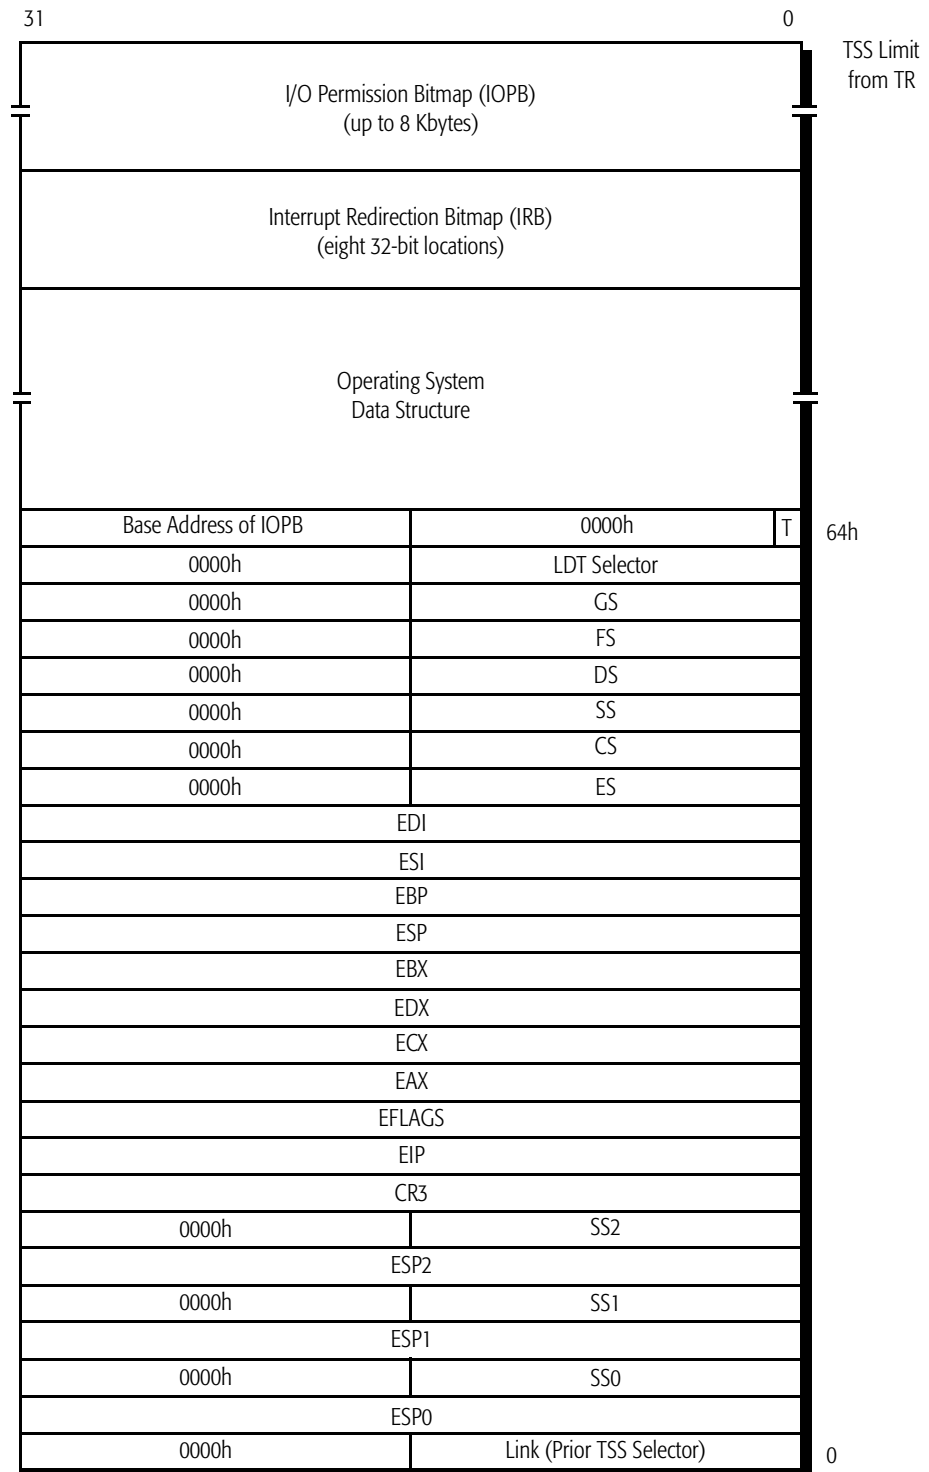 31 0
TSS Limit
from TR
I/O Permission Bitmap (IOPB)
(up to 8 Kbytes)
Interrupt Redirection Bitmap (IRB)
(eight 32-bit locations)
Operating System
Data Structure
Base Address of IOPB 0000h T 64h
0000h LDT Selector
0000h GS
0000h FS
0000h DS
0000h SS
0000h CS
0000h ES
EDI
ESI
EBP
ESP
EBX
EDX
ECX
EAX
EFLAGS
EIP
CR3
0000h SS2
ESP2
0000h SS1
ESP1
0000h SS0
ESP0
0000h Link (Prior TSS Selector) 0